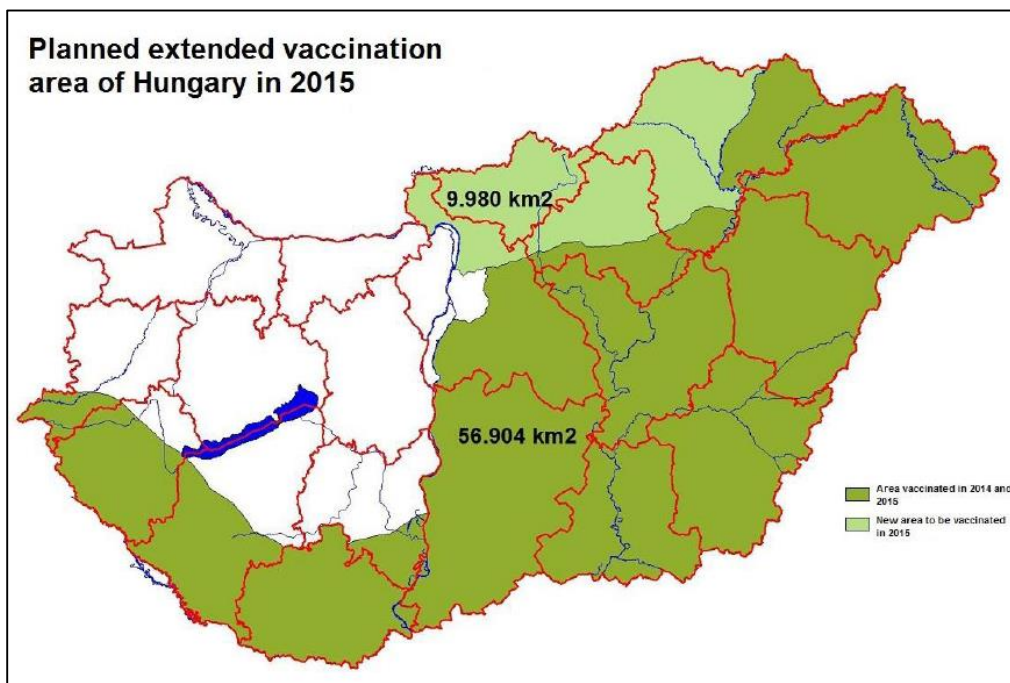 Planned extended vaccination
area of Hungary in 2015
9.980 km2
56.904 km2
Area vaccinated in 2014 and
2015
New area to be vaccinated
in 2015